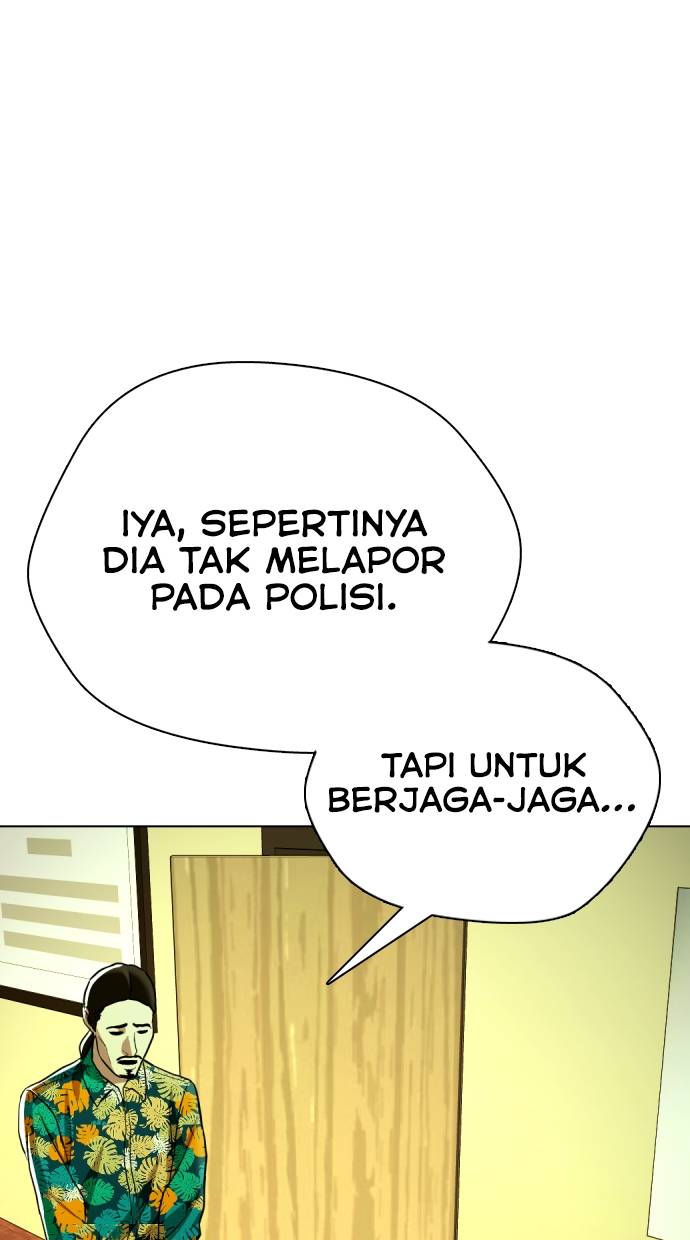 IYA, SEPERTINYA
DIA TAK MELAPOR
PADA POLISI.
TAPI UNTUK
BERJAGA-JAGA...